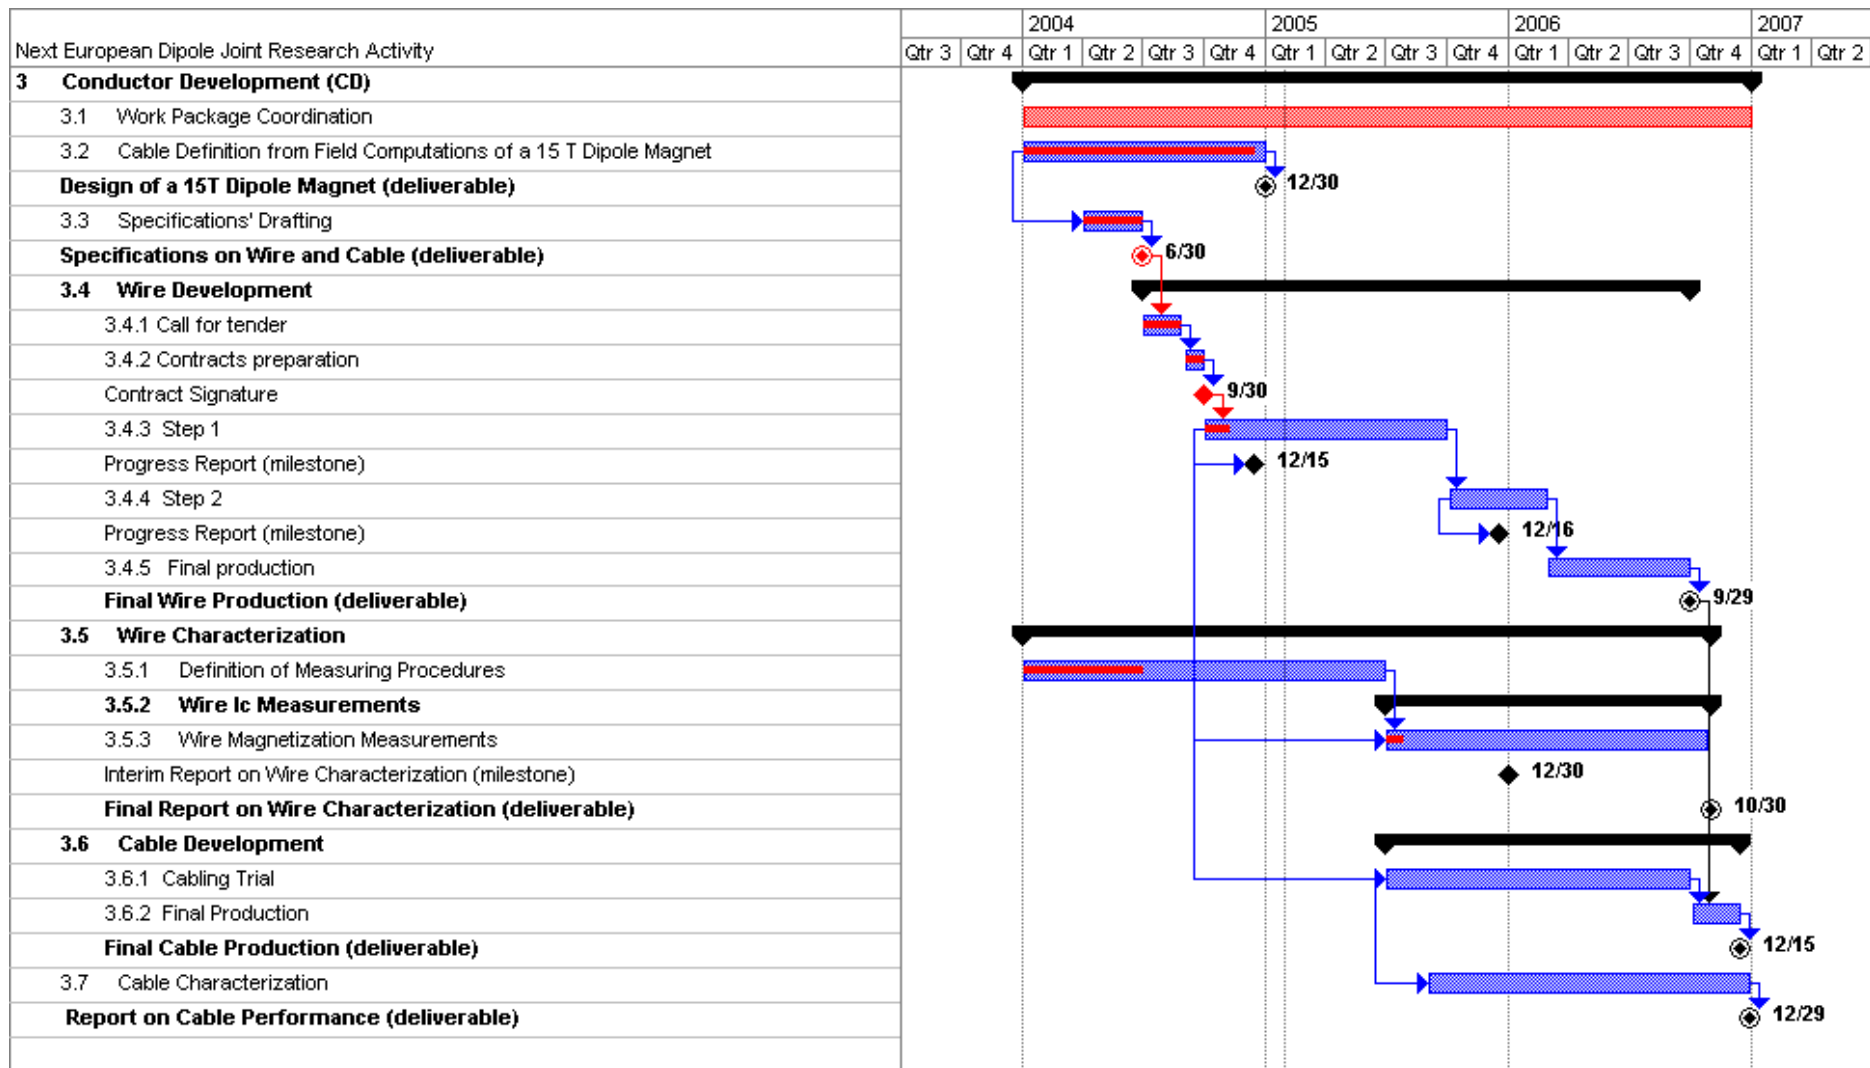 2004 2005 2006 2007
Next European Dipole Joint Research Activity Qtr 3 Qtr 4 Qtr 1 Qtr 2 Qtr 3 Qtr 4 Qtr 1 Qtr 2 Qtr 3 Qtr 4 Qtr 1 Qtr 2 Qtr 3 Qtr 4 Qtr 1 Qtr 2
3 Conductor Development (CD)
3.1 Work Package Coordination
3.2 Cable Definition from Field Computations of a 15 T Dipole Magnet
Design of a 15T Dipole Magnet (deliverable) 12/30
3.3 Specifications' Drafting
Specifications on Wire and Cable (deliverable) 6/30
3.4 Wire Development
3.4.1 Call for tender
3.4.2 Contracts preparation
Contract Signature 9/30
3.4.3 Step 1
Progress Report (milestone) 12/15
3.4.4 Step 2
Progress Report (milestone) 12/16
3.4.5 Final production
Final Wire Production (deliverable) 9/29
3.5 Wire Characterization
3.5.1 Definition of Measuring Procedures
3.5.2 Wire Ic Measurements
3.5.3 Wire Magnetization Measurements
Interim Report on Wire Characterization (milestone) 12/30
Final Report on Wire Characterization (deliverable) 10/30
3.6 Cable Development
3.6.1 Cabling Trial
3.6.2 Final Production
Final Cable Production (deliverable) 12/15
3.7 Cable Characterization
Report on Cable Performance (deliverable) 12/29